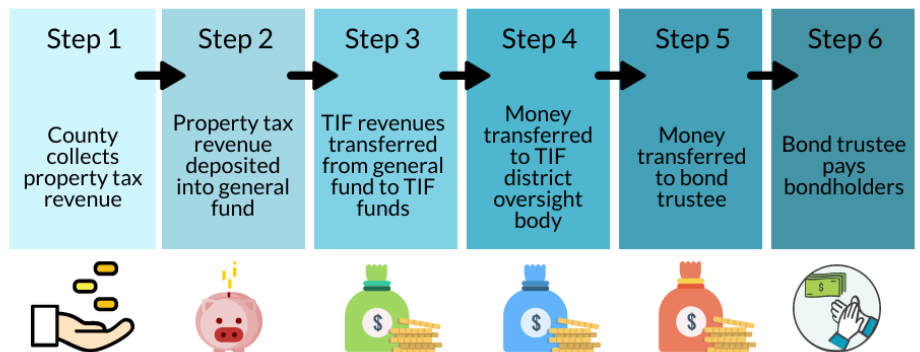 Step 1
County
collects
property tax
revenue
Step 2
Property tax
revenue
deposited
into general
fund
Step 3
TIF revenues
transferred
from general
fund to TIF
funds
Step 4
Money
transferred
to TIF
district
oversight
body
Step 5
Money
transferred
to bond
trustee
Step 6
Bond trustee
pays
bondholders
$
$
$
$